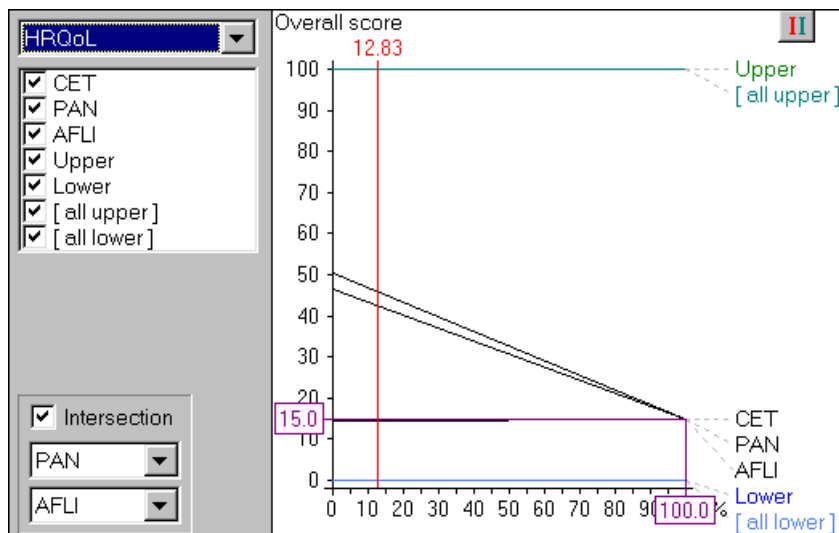 HRQoL
CET
PAN
AFLI
Upper
Lower
[ all upper ]
[ all lower ]
Intersection
PAN
AFLI
Overall score
II
12.83
100
90
80
70
60
50
40
30
20
15.0
10
0
0 10 20 30 40 50 60 70 80 90 100.0 %
Upper
[ all upper ]
CET
PAN
AFLI
Lower
[ all lower ]